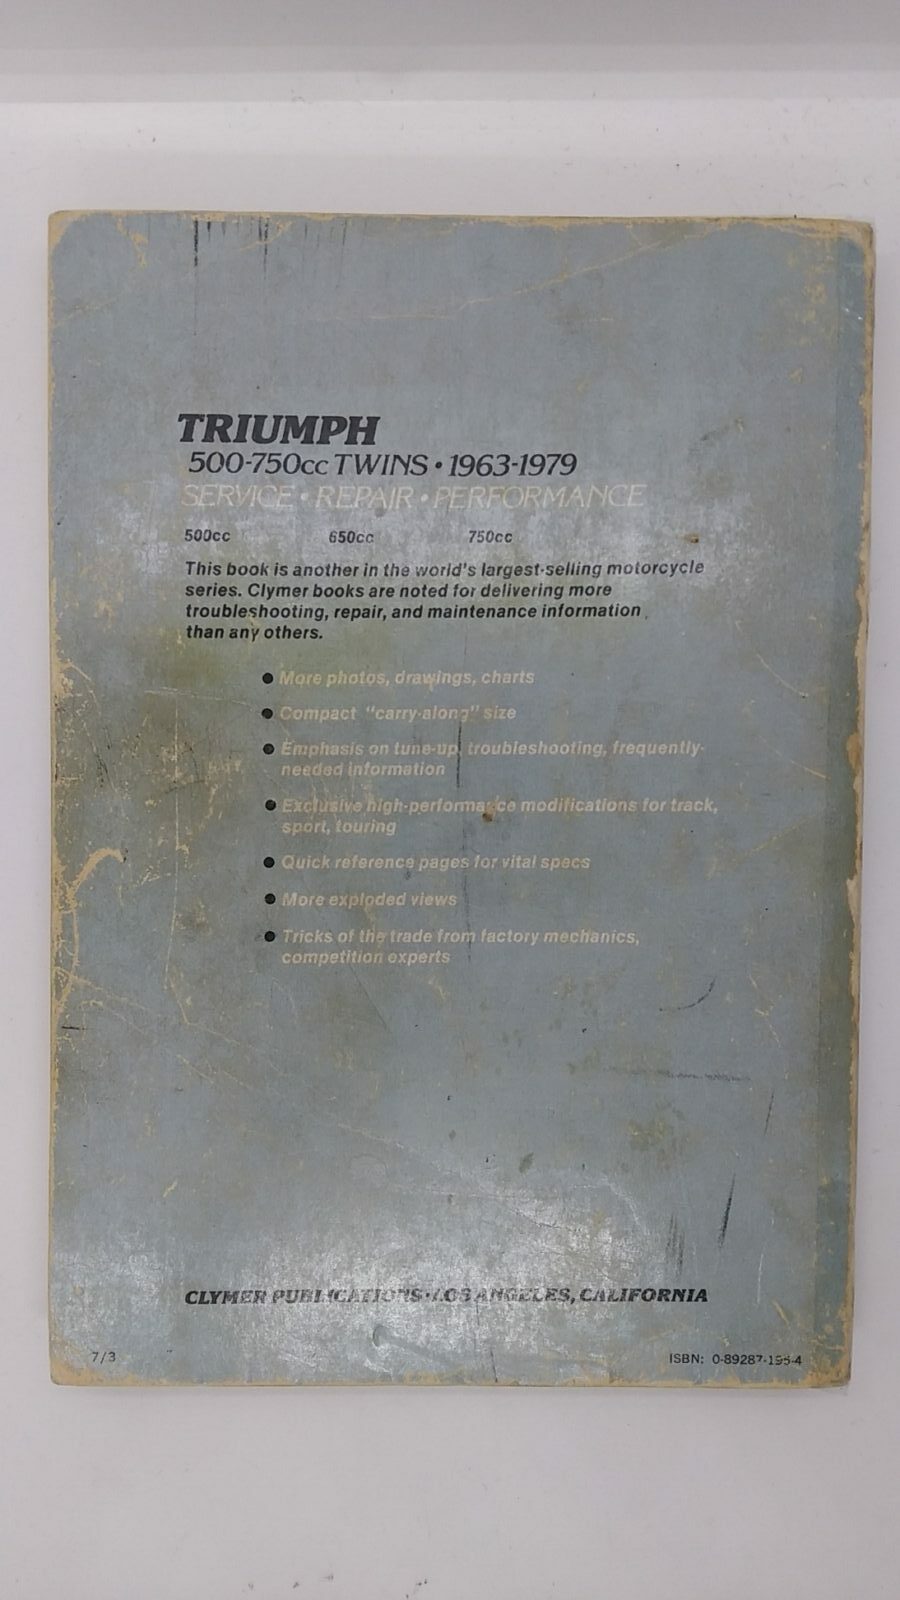 TRIUMPH
500-750cc TWINS • 1963-1979
SERVICE • REPAIR • PERFORMANCE
500cc 650cc 750cc
This book is another in the world's largest-selling motorcycle
series. Clymer books are noted for delivering more
troubleshooting, repair, and maintenance information
than any others.
● More photos, drawings, charts
● Compact "carry-along" size
● Emphasis on tune-up, troubleshooting, frequently-
needed information
● Exclusive high-performance modifications for track,
sport, touring
● Quick reference pages for vital specs
● More exploded views
● Tricks of the trade from factory mechanics,
competition experts
CLYMER PUBLICATIONS • LOS ANGELES, CALIFORNIA
7/3
ISBN: